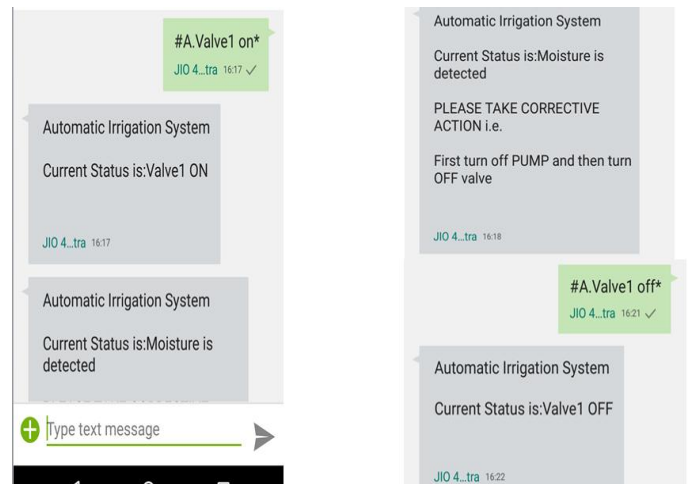 #A.Valve1 on*
JIO 4...tra 16:17
Automatic Irrigation System
Current Status is:Valve1 ON
JIO 4...tra 16:17
Automatic Irrigation System
Current Status is:Moisture is
detected
Type text message
Automatic Irrigation System
Current Status is:Moisture is
detected
PLEASE TAKE CORRECTIVE
ACTION i.e.
First turn off PUMP and then turn
OFF valve
JIO 4...tra 16:18
#A.Valve1 off*
JIO 4...tra 16:21
Automatic Irrigation System
Current Status is:Valve1 OFF
JIO 4...tra 16:22